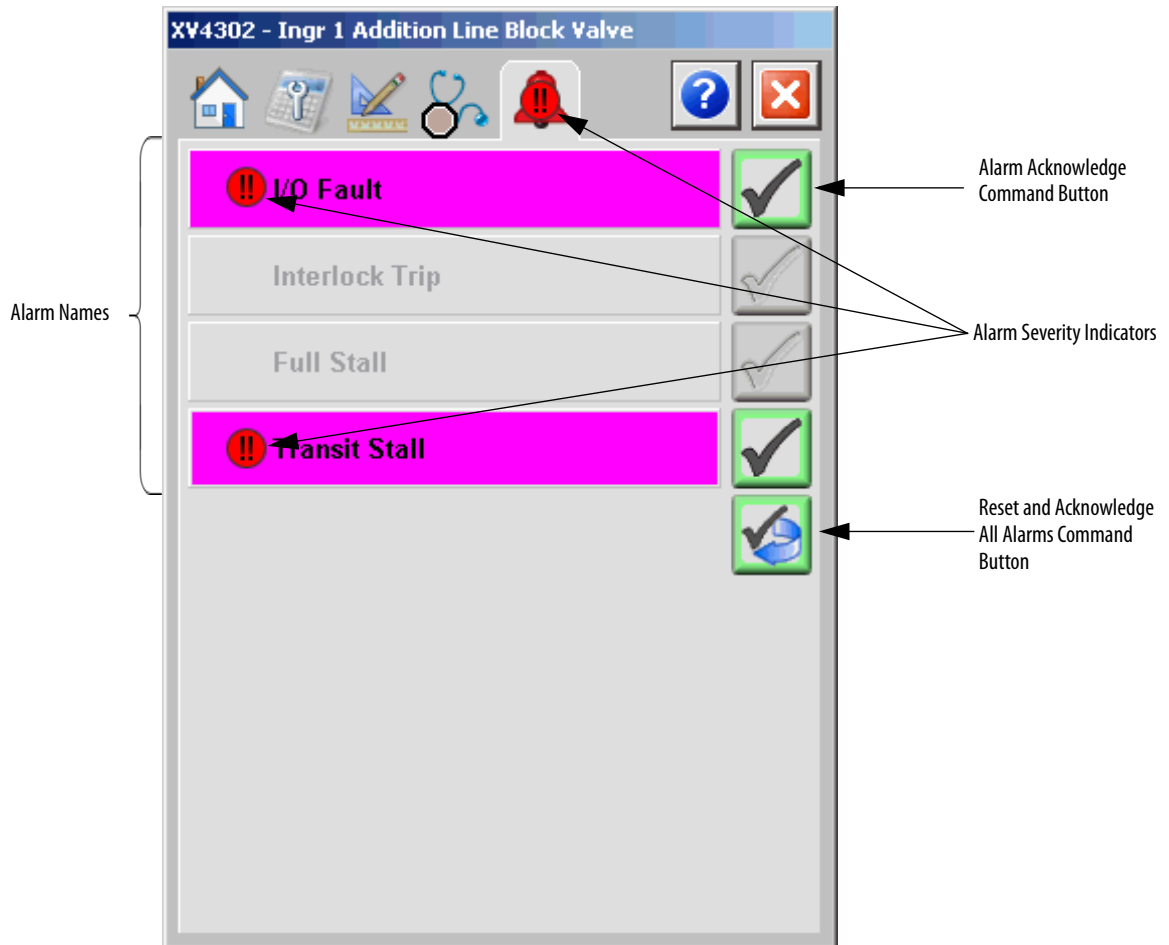 XV4302 - Ingr 1 Addition Line Block Valve
?
!!
I/O Fault
!!
Interlock Trip
Full Stall
Transit Stall
!!
Alarm Names
Alarm Acknowledge
Command Button
Alarm Severity Indicators
Reset and Acknowledge
All Alarms Command
Button